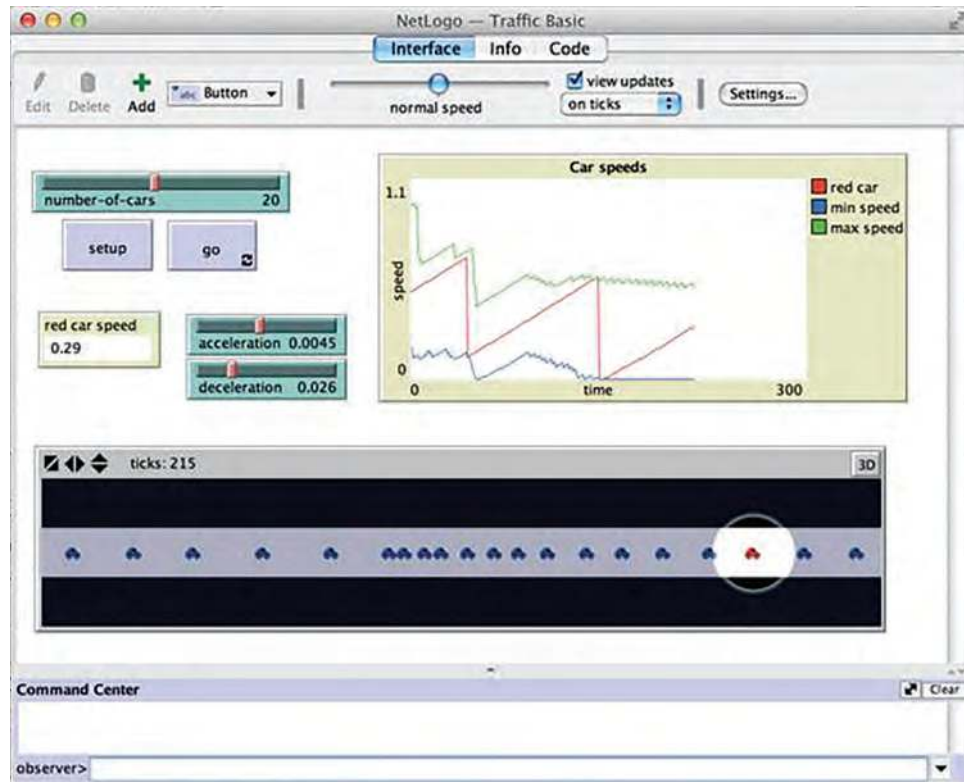 NetLogo — Traffic Basic
Interface Info Code
Edit Delete Add abc Button normal speed view updates on ticks Settings...
number-of-cars 20
setup go
red car speed
0.29
acceleration 0.0045
deceleration 0.026
Car speeds
1.1
speed
0
0 time 300
red car
min speed
max speed
ticks: 215 3D
Command Center Clear
observer>